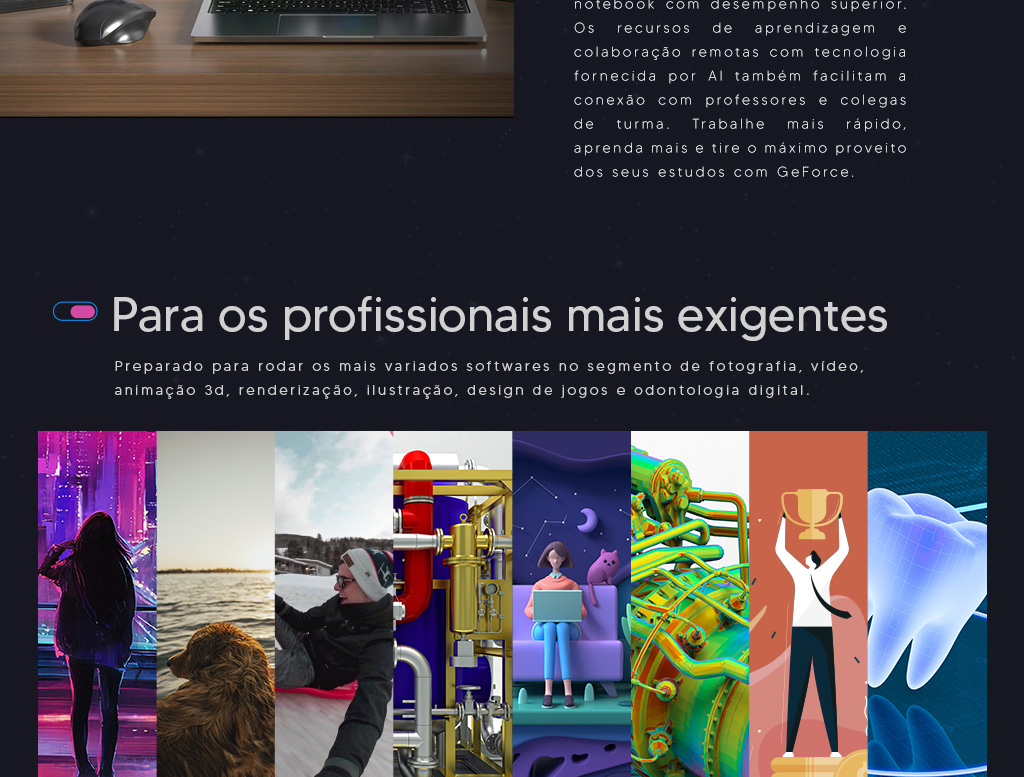 notebook com desempenho superior.
Os recursos de aprendizagem e
colaboração remotas com tecnologia
fornecida por AI também facilitam a
conexão com professores e colegas
de turma. Trabalhe mais rápido,
aprenda mais e tire o máximo proveito
dos seus estudos com GeForce.
Para os profissionais mais exigentes
Preparado para rodar os mais variados softwares no segmento de fotografia, vídeo,
animação 3d, renderização, ilustração, design de jogos e odontologia digital.